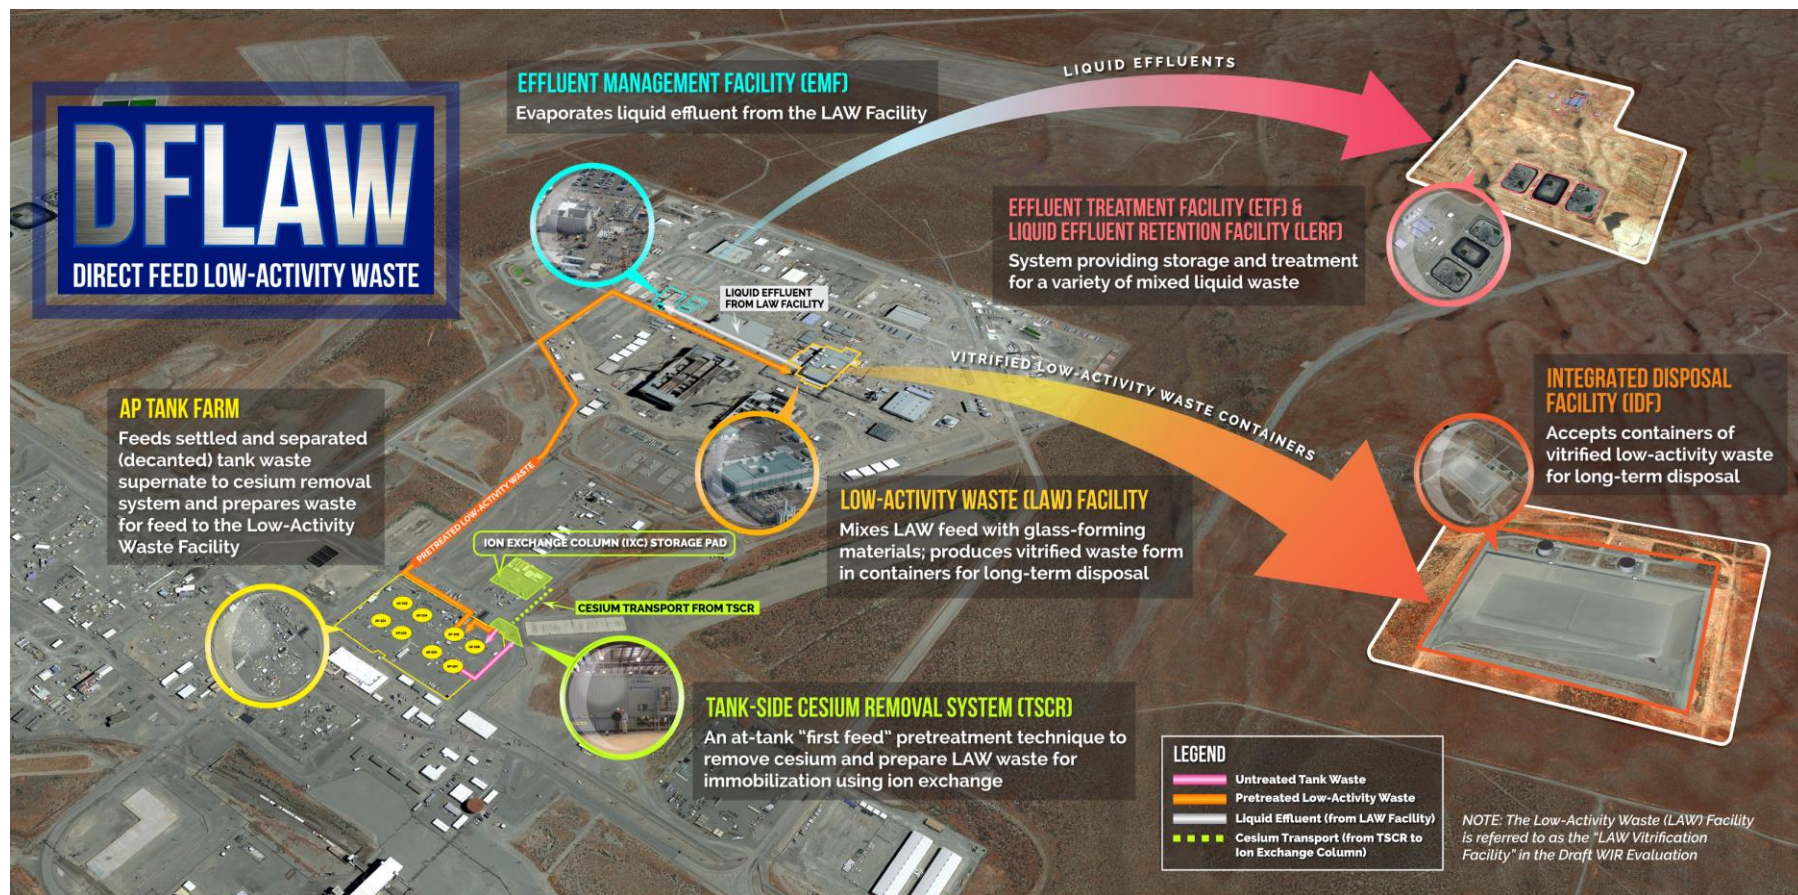 DFLAW
DIRECT FEED LOW-ACTIVITY WASTE
EFFLUENT MANAGEMENT FACILITY (EMF)
Evaporates liquid effluent from the LAW Facility
LIQUID EFFLUENTS
EFFLUENT TREATMENT FACILITY (ETF) &
LIQUID EFFLUENT RETENTION FACILITY (LERF)
System providing storage and treatment
for a variety of mixed liquid waste
LIQUID EFFLUENT
FROM LAW FACILITY
VITRIFIED LOW-ACTIVITY WASTE CONTAINERS
INTEGRATED DISPOSAL
FACILITY (IDF)
Accepts containers of
vitrified low-activity waste
for long-term disposal
AP TANK FARM
Feeds settled and separated
(decanted) tank waste
supernate to cesium removal
system and prepares waste
for feed to the Low-Activity
Waste Facility
PRETREATED LOW-ACTIVITY WASTE
LOW-ACTIVITY WASTE (LAW) FACILITY
Mixes LAW feed with glass-forming
materials; produces vitrified waste form
in containers for long-term disposal
ION EXCHANGE COLUMN (IXC) STORAGE PAD
CESIUM TRANSPORT FROM TSCR
TANK-SIDE CESIUM REMOVAL SYSTEM (TSCR)
An at-tank “first feed” pretreatment technique to
remove cesium and prepare LAW waste for
immobilization using ion exchange
LEGEND
Untreated Tank Waste
Pretreated Low-Activity Waste
Liquid Effluent (from LAW Facility)
Cesium Transport (from TSCR to
Ion Exchange Column)
NOTE: The Low-Activity Waste (LAW) Facility
is referred to as the “LAW Vitrification
Facility” in the Draft WIR Evaluation